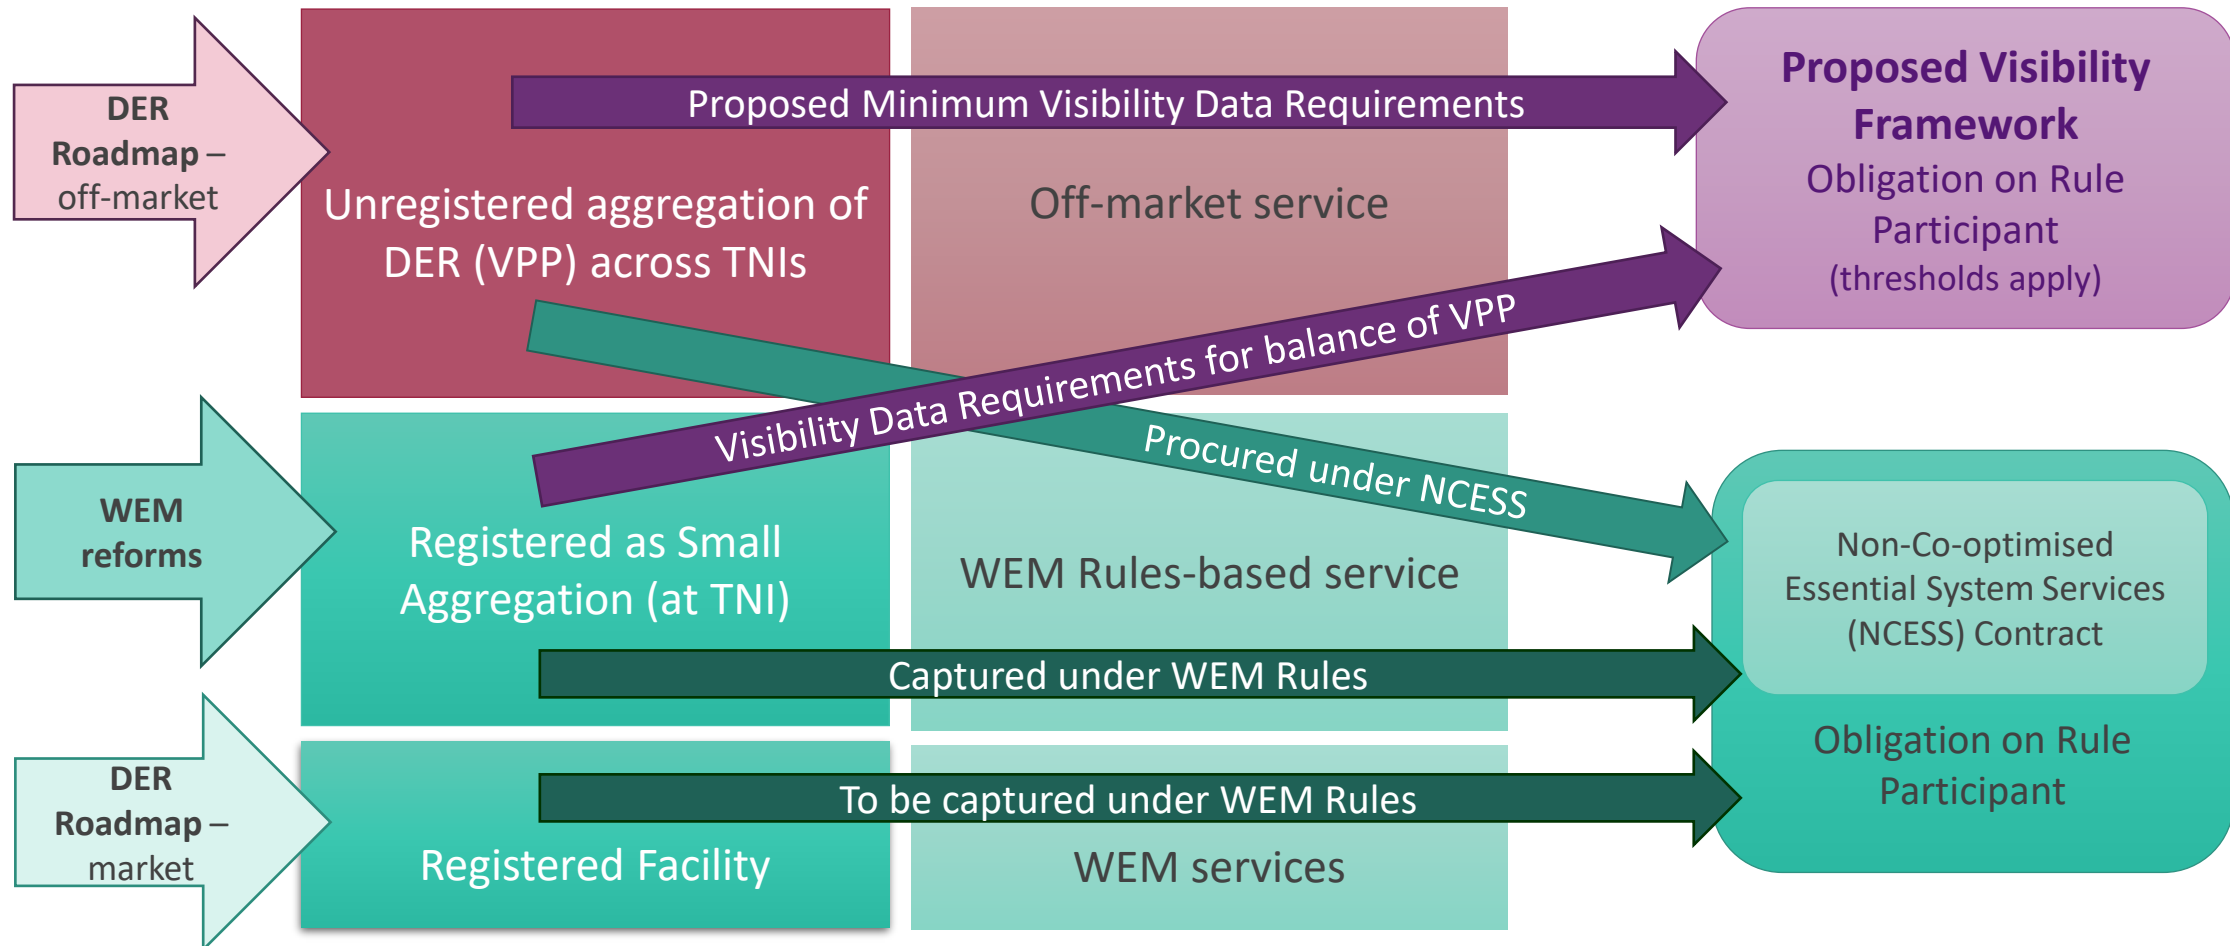 DER
Roadmap –
off-market
Unregistered aggregation of
DER (VPP) across TNIs
Off-market service
Proposed Minimum Visibility Data Requirements
Proposed Visibility
Framework
Obligation on Rule
Participant
(thresholds apply)
Visibility Data Requirements for balance of VPP
Procured under NCESS
WEM
reforms
Registered as Small
Aggregation (at TNI)
WEM Rules-based service
Captured under WEM Rules
Non-Co-optimised
Essential System Services
(NCESS) Contract
Obligation on Rule
Participant
DER
Roadmap –
market
Registered Facility
To be captured under WEM Rules
WEM services